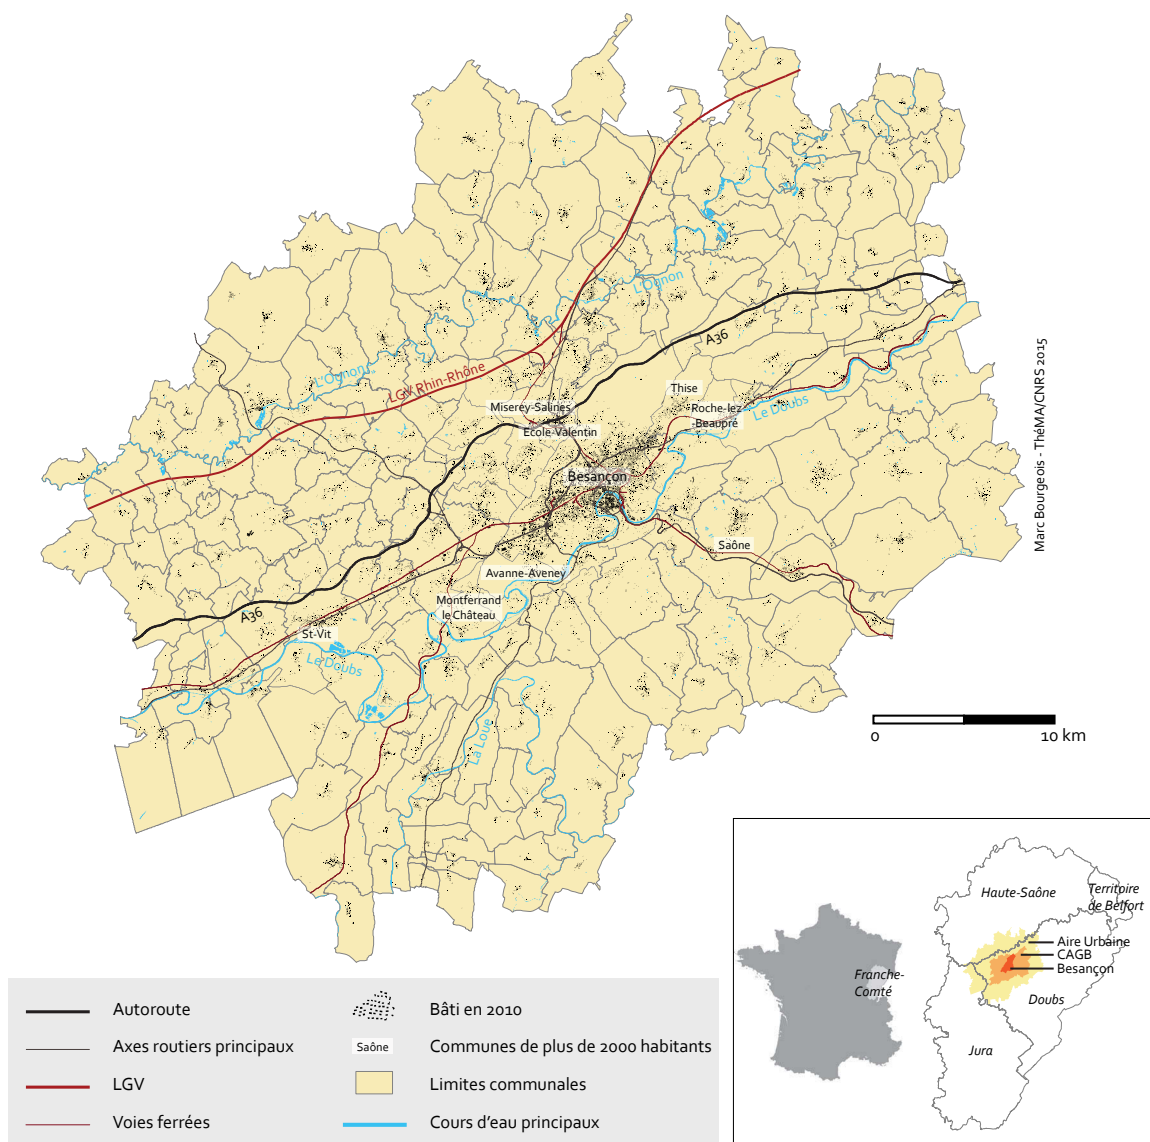 L'Ognon
A36
L'Ognon
LGV Rhin-Rhône
Thise
Miserey-Salines
Roche-lez
-Beaupré
Le Doubs
École-Valentin
Besançon
Saône
Avanne-Aveney
Montferrand
le Château
A36
St-Vit
Le Doubs
La Loue
Marc Bourgeois - ThéMA/CNRS 2015
0 10 km
Haute-Saône
Territoire
de Belfort
Aire Urbaine
CAGB
Besançon
Franche-
Comté
Doubs
Jura
Autoroute
Bâti en 2010
Axes routiers principaux
Saône
Communes de plus de 2000 habitants
LGV
Limites communales
Voies ferrées
Cours d'eau principaux